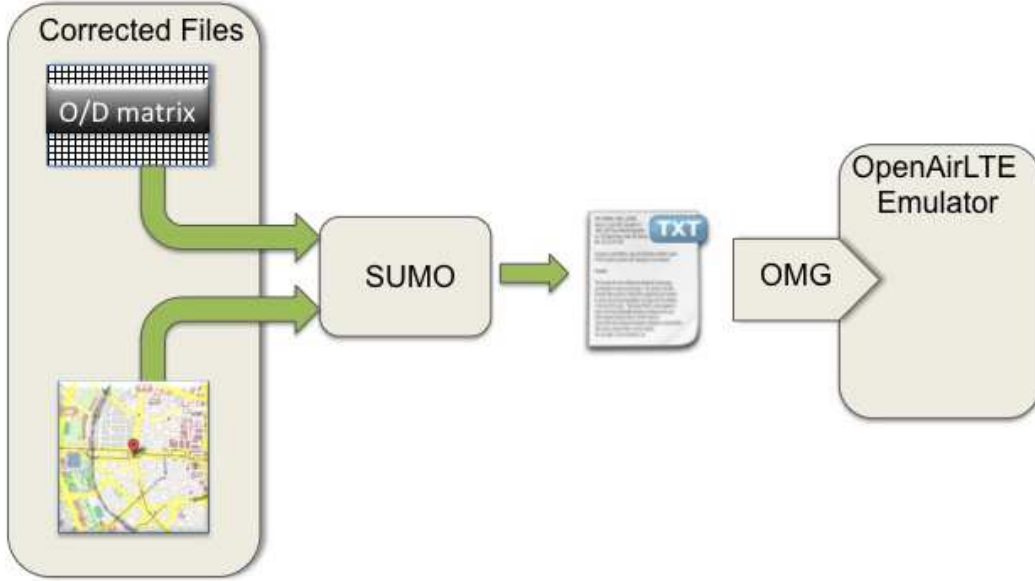 Corrected Files
O/D matrix
SUMO
TXT
OMG
OpenAirLTE
Emulator